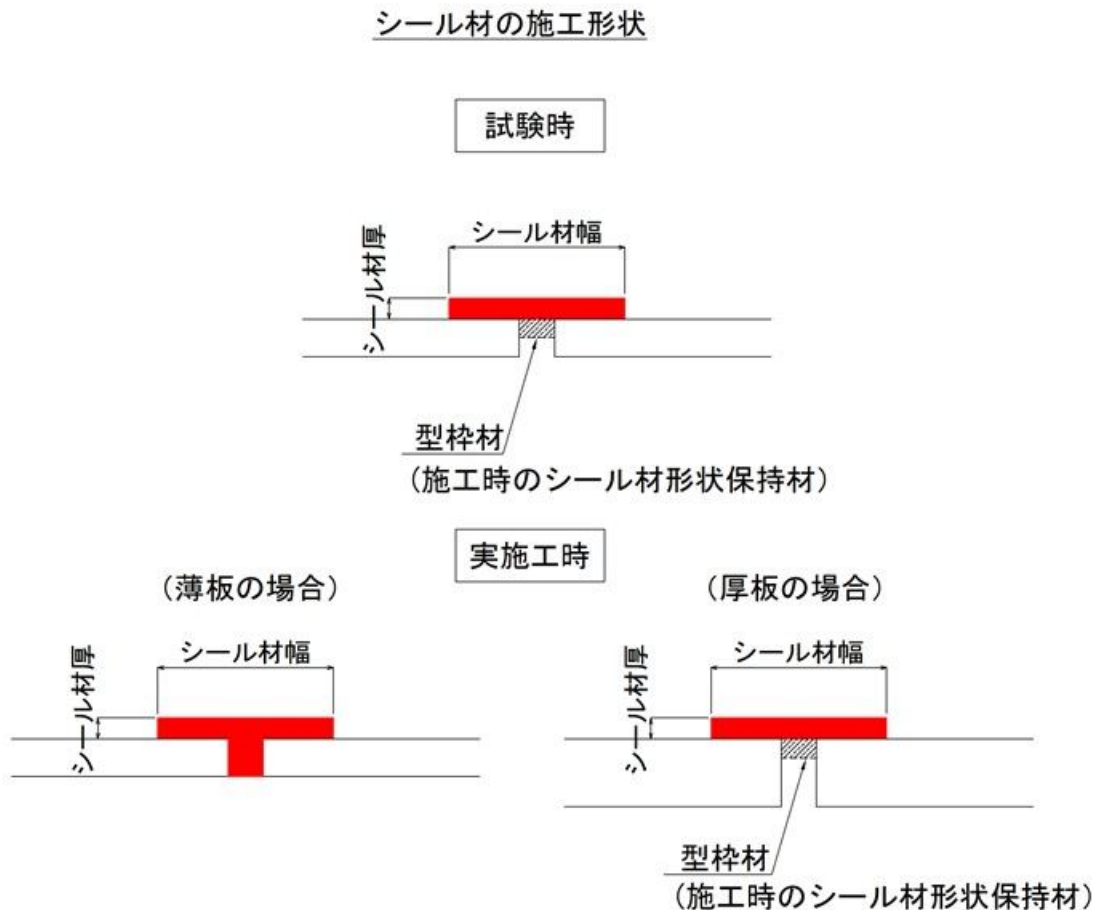 シール材の施工形状
試験時
シール材幅
シール材厚
型枠材
(施工時のシール材形状保持材)
実施工時
(薄板の場合)
(厚板の場合)
シール材幅
シール材厚
シール材幅
シール材厚
型枠材
(施工時のシール材形状保持材)